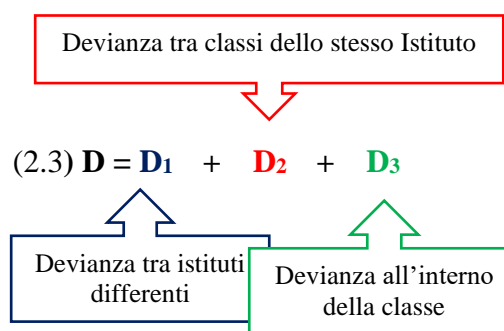 Devianza tra classi dello stesso Istituto
(2.3) D = D1 + D2 + D3
Devianza tra istituti
differenti
Devianza all’interno
della classe